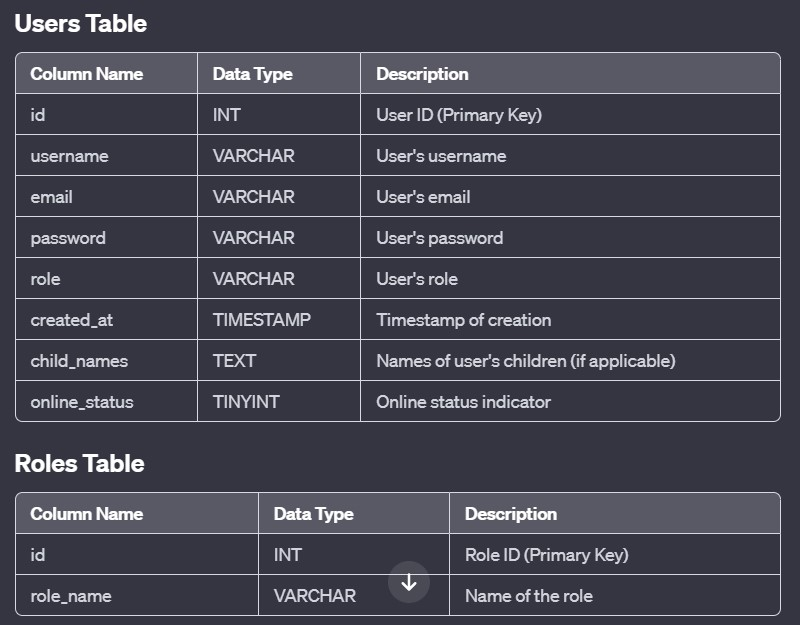 Users Table
Column Name Data Type Description
id INT User ID (Primary Key)
username VARCHAR User's username
email VARCHAR User's email
password VARCHAR User's password
role VARCHAR User's role
created_at TIMESTAMP Timestamp of creation
child_names TEXT Names of user's children (if applicable)
online_status TINYINT Online status indicator
Roles Table
Column Name Data Type Description
id INT Role ID (Primary Key)
role_name VARCHAR Name of the role